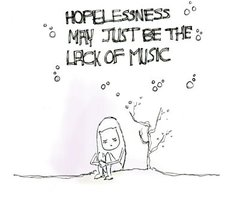 HOPELESSNESS
MAY JUST BE THE
LACK OF MUSIC